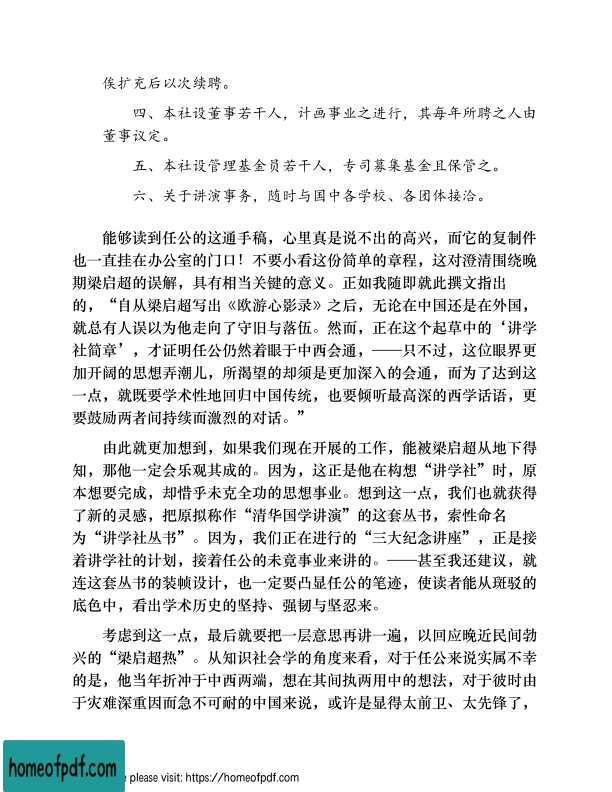 俟扩充后以次续聘。
四、本社设董事若干人，计画事业之进行，其每年所聘之人由
董事议定。
五、本社设管理基金员若干人，专司募集基金且保管之。
六、关于讲演事务，随时与国中各学校、各团体接洽。
能够读到任公的这通手稿，心里真是说不出的高兴，而它的复制件
也一直挂在办公室的门口！不要小看这份简单的章程，这对澄清围绕晚
期梁启超的误解，具有相当关键的意义。正如我随即就此撰文指出
的，“自从梁启超写出《欧游心影录》之后，无论在中国还是在外国，
就总有人误以为他走向了守旧与落伍。然而，正在这个起草中的‘讲学
社简章’，才证明任公仍然着眼于中西会通，——只不过，这位眼界更
加开阔的思想弄潮儿，所渴望的却须是更加深入的会通，而为了达到这
一点，就既要学术性地回归中国传统，也要倾听最高深的西学话语，更
要鼓励两者间持续而激烈的对话。”
由此就更加想到，如果我们现在开展的工作，能被梁启超从地下得
知，那他一定会乐观其成的。因为，这正是他在构想“讲学社”时，原
本想要完成，却惜乎未克全功的思想事业。想到这一点，我们也就获得
了新的灵感，把原拟称作“清华国学讲演”的这套丛书，索性命名
为“讲学社丛书”。因为，我们正在进行的“三大纪念讲座”，正是接
着讲学社的计划，接着任公的未竟事业来讲的。——甚至我还建议，就
连这套丛书的装帧设计，也一定要凸显任公的笔迹，使读者能从斑驳的
底色中，看出学术历史的坚持、强韧与坚忍来。
考虑到这一点，最后就要把一层意思再讲一遍，以回应晚近民间勃
兴的“梁启超热”。从知识社会学的角度来看，对于任公来说实属不幸
的是，他当年折冲于中西两端，想在其间执两用中的想法，对于彼时由
于灾难深重因而急不可耐的中国来说，或许是显得太前卫、太先锋了，
homeofpdf.com
e please visit: https://homeofpdf.com